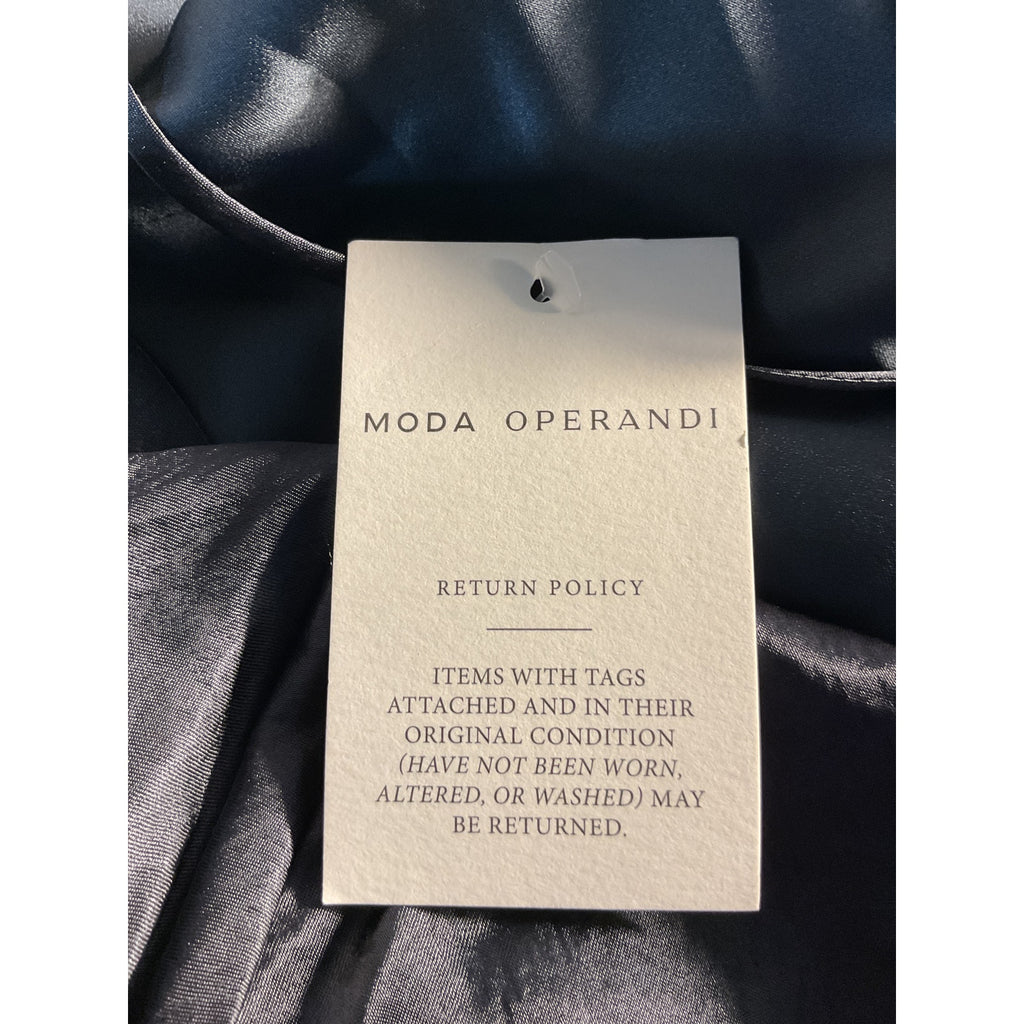 MODA OPERANDI
RETURN POLICY
ITEMS WITH TAGS
ATTACHED AND IN THEIR
ORIGINAL CONDITION
(HAVE NOT BEEN WORN,
ALTERED, OR WASHED) MAY
BE RETURNED.